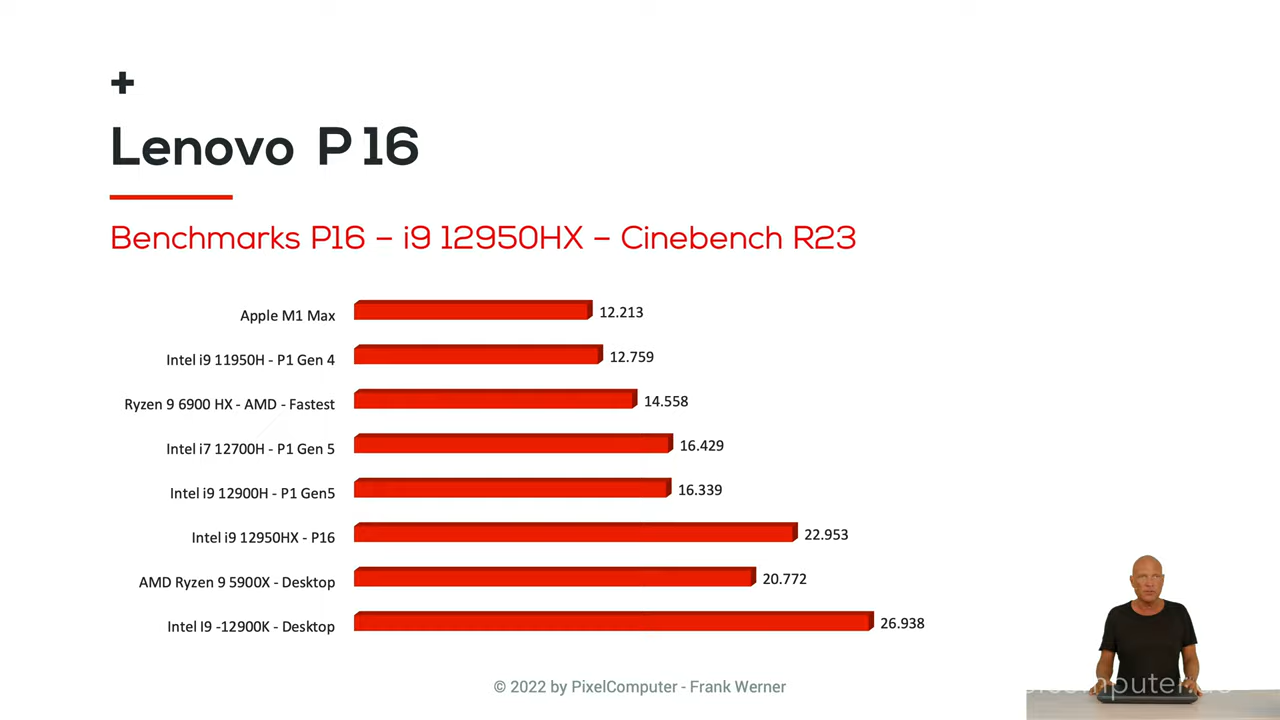 +
Lenovo P16
Benchmarks P16 – i9 12950HX – Cinebench R23
Apple M1 Max 12.213
Intel i9 11950H - P1 Gen 4 12.759
Ryzen 9 6900 HX - AMD - Fastest 14.558
Intel i7 12700H - P1 Gen 5 16.429
Intel i9 12900H - P1 Gen5 16.339
Intel i9 12950HX - P16 22.953
AMD Ryzen 9 5900X - Desktop 20.772
Intel I9 -12900K - Desktop 26.938
© 2022 by PixelComputer - Frank Werner